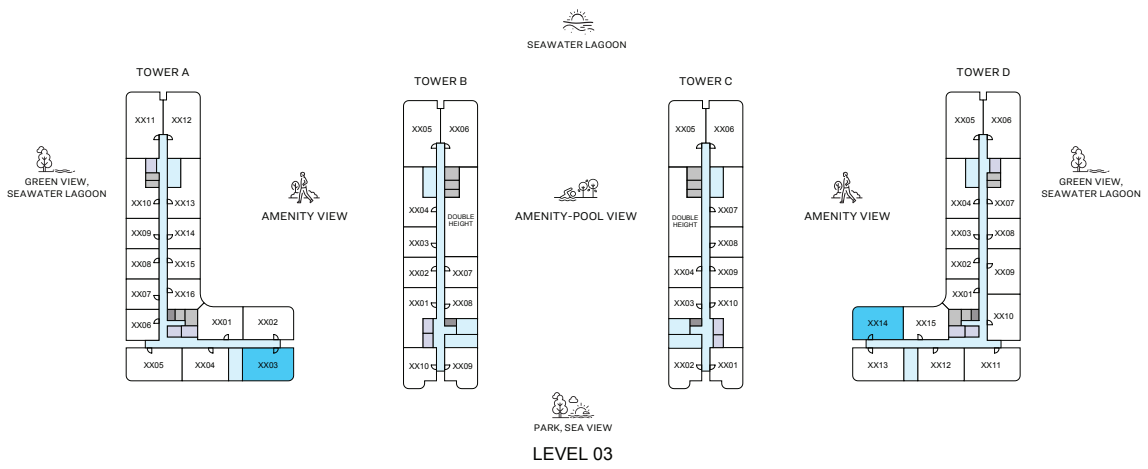 SEAWATER LAGOON
TOWER A
TOWER B
TOWER C
TOWER D
XX11
XX12
XX10
XX13
XX09
XX14
XX08
XX15
XX07
XX16
XX06
XX01
XX02
XX05
XX04
XX03
XX05
XX06
XX04
DOUBLE
HEIGHT
XX03
XX02
XX07
XX01
XX08
XX10
XX09
XX05
XX06
XX07
DOUBLE
HEIGHT
XX08
XX04
XX09
XX03
XX10
XX02
XX01
XX05
XX06
XX04
XX07
XX03
XX02
XX09
XX01
XX10
XX14
XX15
XX13
XX12
XX11
GREEN VIEW,
SEAWATER LAGOON
AMENITY VIEW
AMENITY-POOL VIEW
AMENITY VIEW
GREEN VIEW,
SEAWATER LAGOON
PARK, SEA VIEW
LEVEL 03